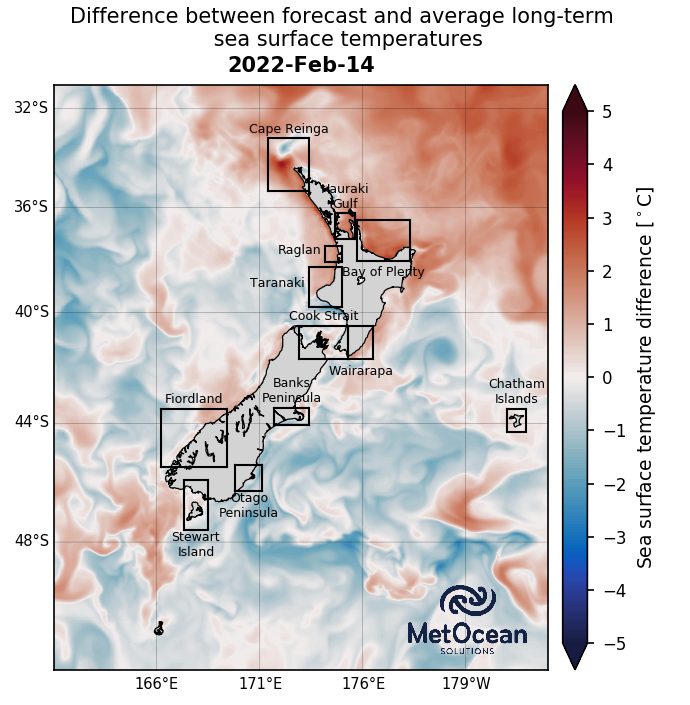 Difference between forecast and average long-term
sea surface temperatures
2022-Feb-14
32°S
36°S
40°S
44°S
48°S
Cape Reinga
Hauraki
Gulf
Raglan
Bay of Plenty
Taranaki
Cook Strait
Wairarapa
Banks
Peninsula
Fiordland
Chatham
Islands
Otago
Peninsula
Stewart
Island
MetOcean
SOLUTIONS
166°E
171°E
176°E
179°W
5
4
3
2
1
0
−1
−2
−3
−4
−5
Sea surface temperature difference [°C]